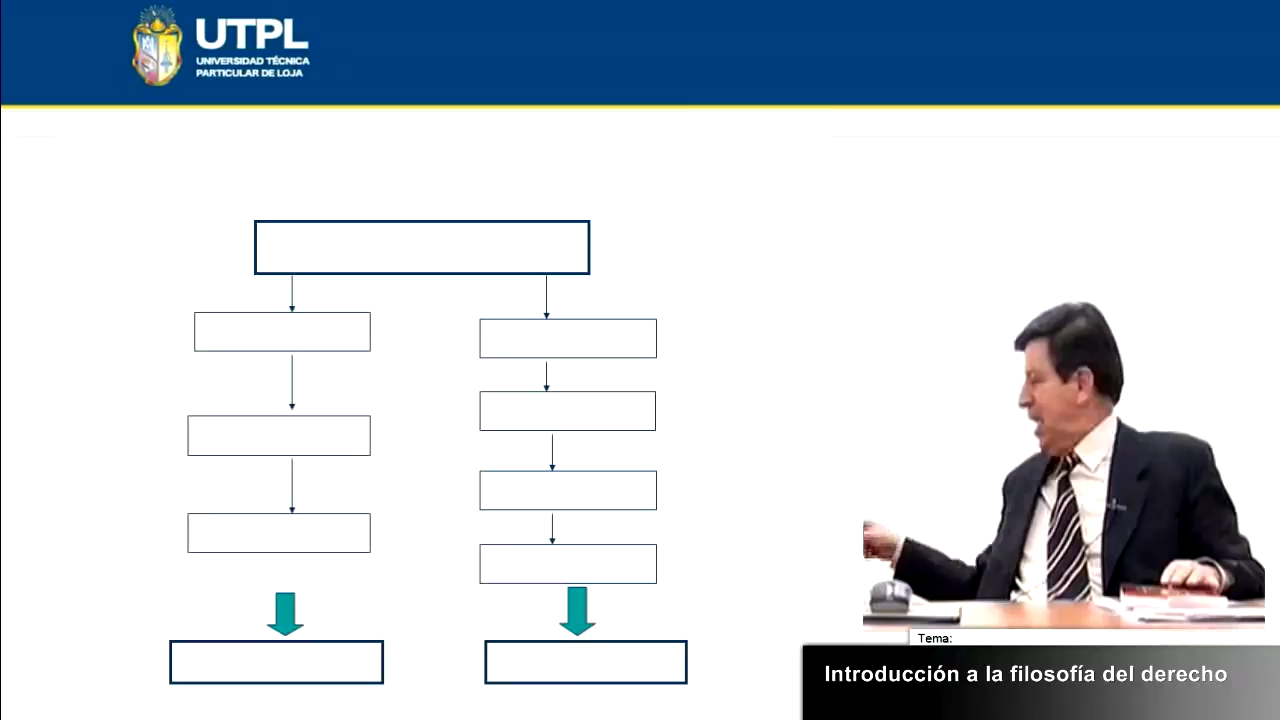 UTPL
UNIVERSIDAD TÉCNICA
PARTICULAR DE LOJA
Tema:
Introducción a la filosofía del derecho